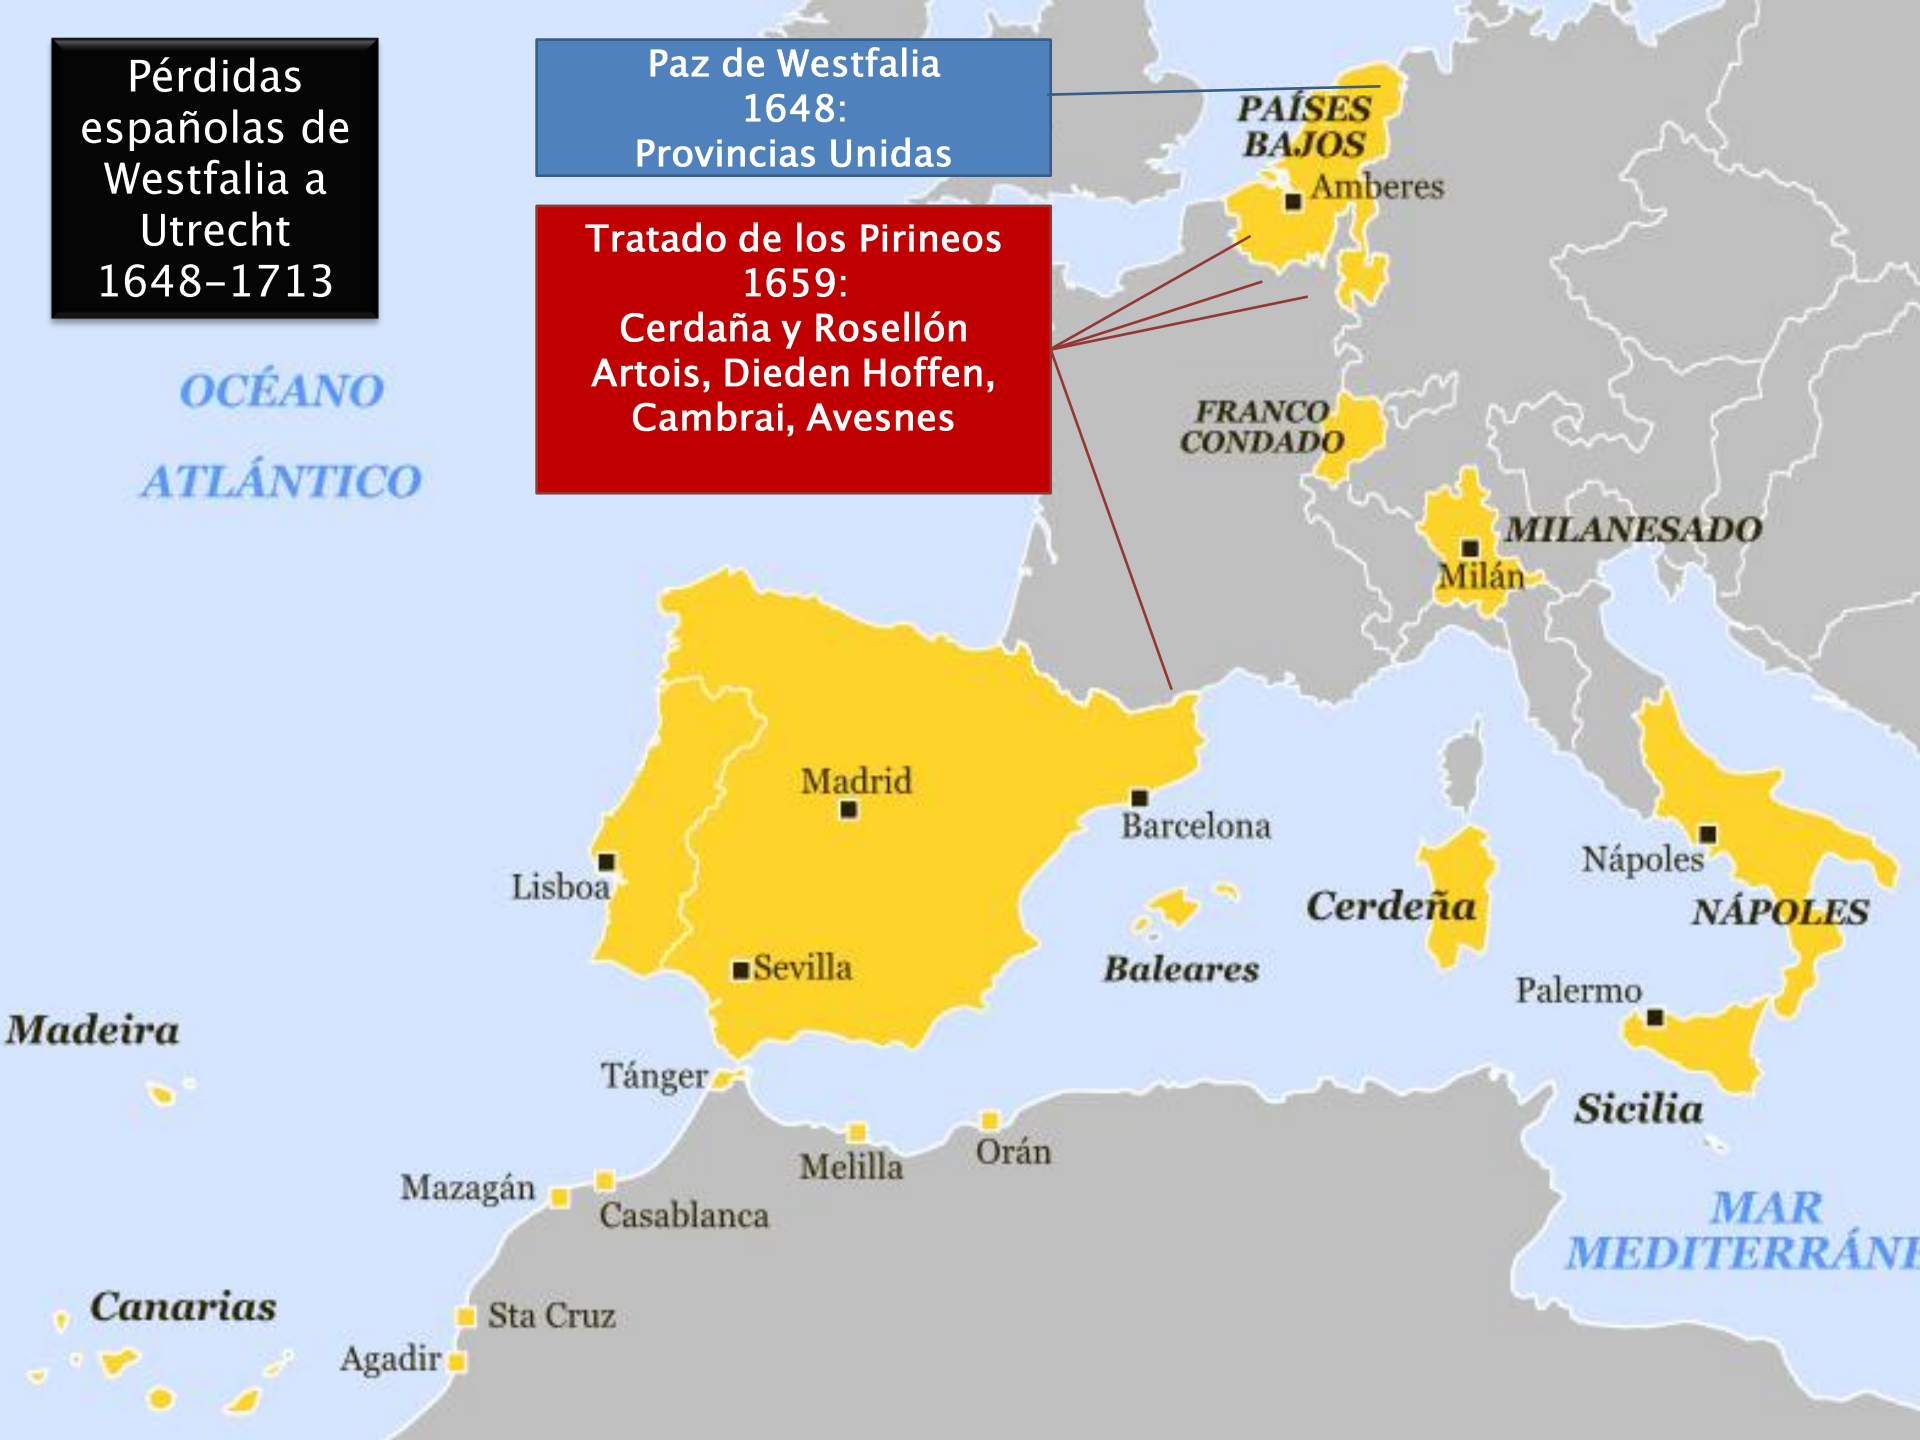 Pérdidas
españolas de
Westfalia a
Utrecht
1648-1713
Paz de Westfalia
1648:
Provincias Unidas
Tratado de los Pirineos
1659:
Cerdaña y Rosellón
Artois, Dieden Hoffen,
Cambrai, Avesnes
PAÍSES
BAJOS
Amberes
OCÉANO
ATLÁNTICO
FRANCO
CONDADO
MILANESADO
Milán
Madrid
Barcelona
Lisboa
Nápoles
Cerdeña
NÁPOLES
Sevilla
Baleares
Palermo
Madeira
Tánger
Sicilia
Melilla
Orán
Mazagán
Casablanca
MAR
MEDITERRÁNE
Canarias
Sta Cruz
Agadir